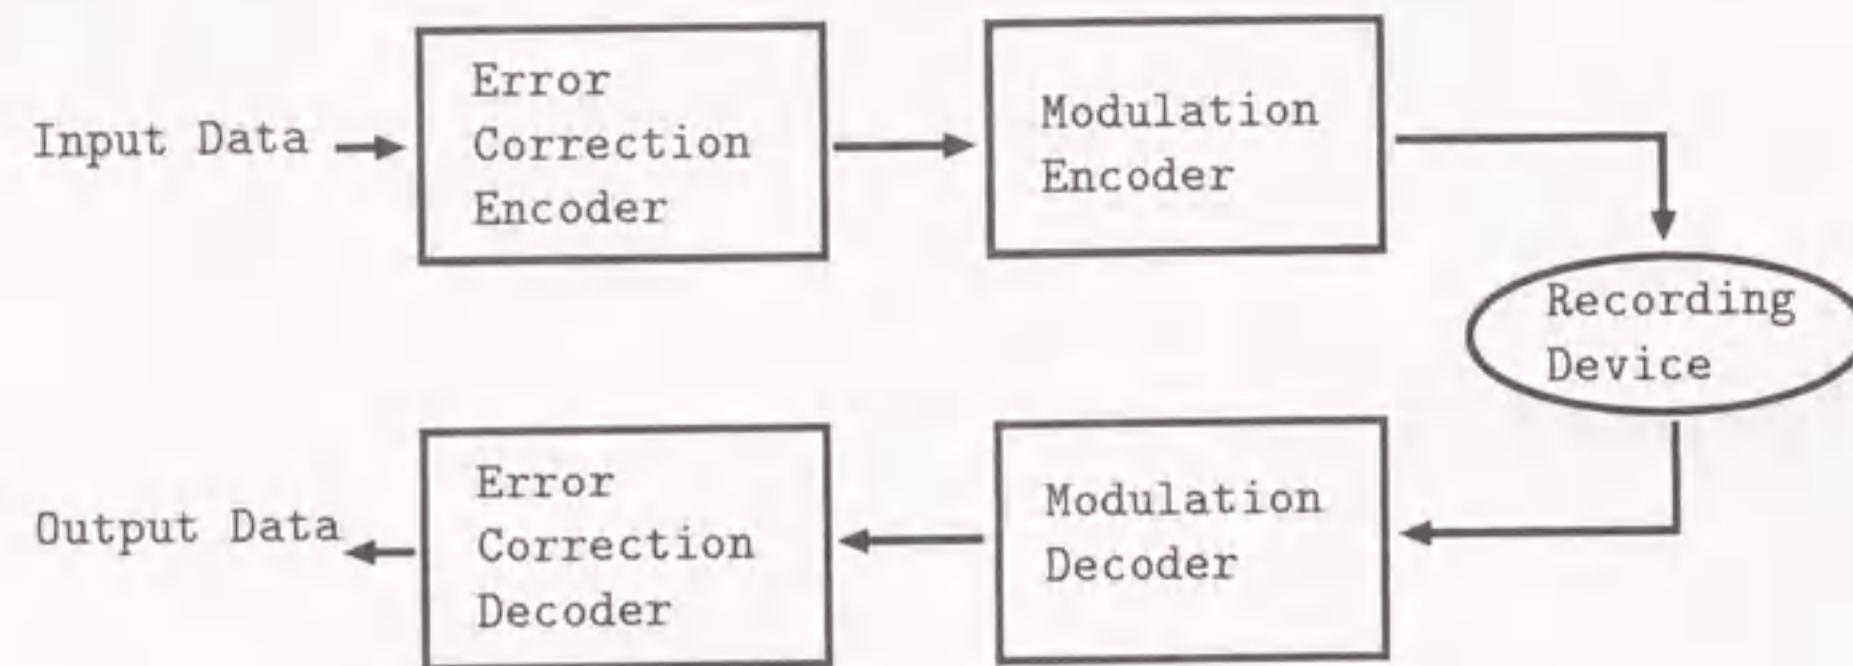 Input Data
Error
Correction
Encoder
Modulation
Encoder
Recording
Device
Modulation
Decoder
Error
Correction
Decoder
Output Data